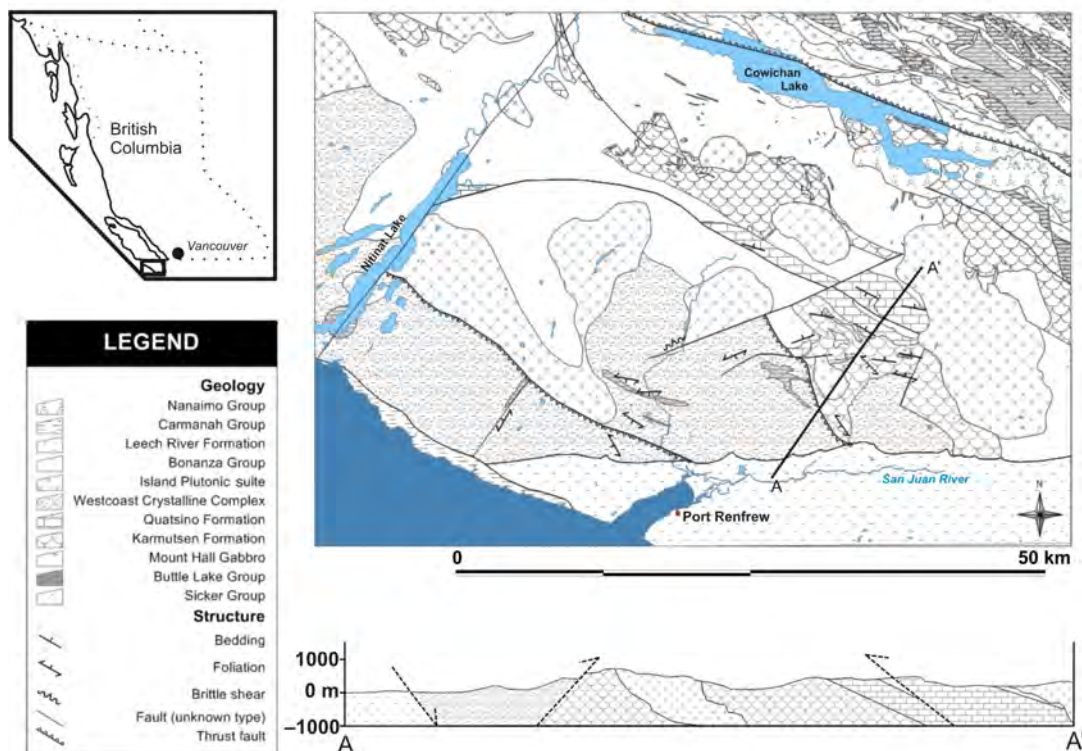 British
Columbia
Vancouver
Cowichan
Lake
Nitinat Lake
A'
A
San Juan River
Port Renfrew
N
0 50 km
LEGEND
Geology
Nanaimo Group
Carmanah Group
Leech River Formation
Bonanza Group
Island Plutonic suite
Westcoast Crystalline Complex
Quatsino Formation
Karmutsen Formation
Mount Hall Gabbro
Buttle Lake Group
Sicker Group
Structure
Bedding
Foliation
Brittle shear
Fault (unknown type)
Thrust fault
1000
0 m
–1000
A A